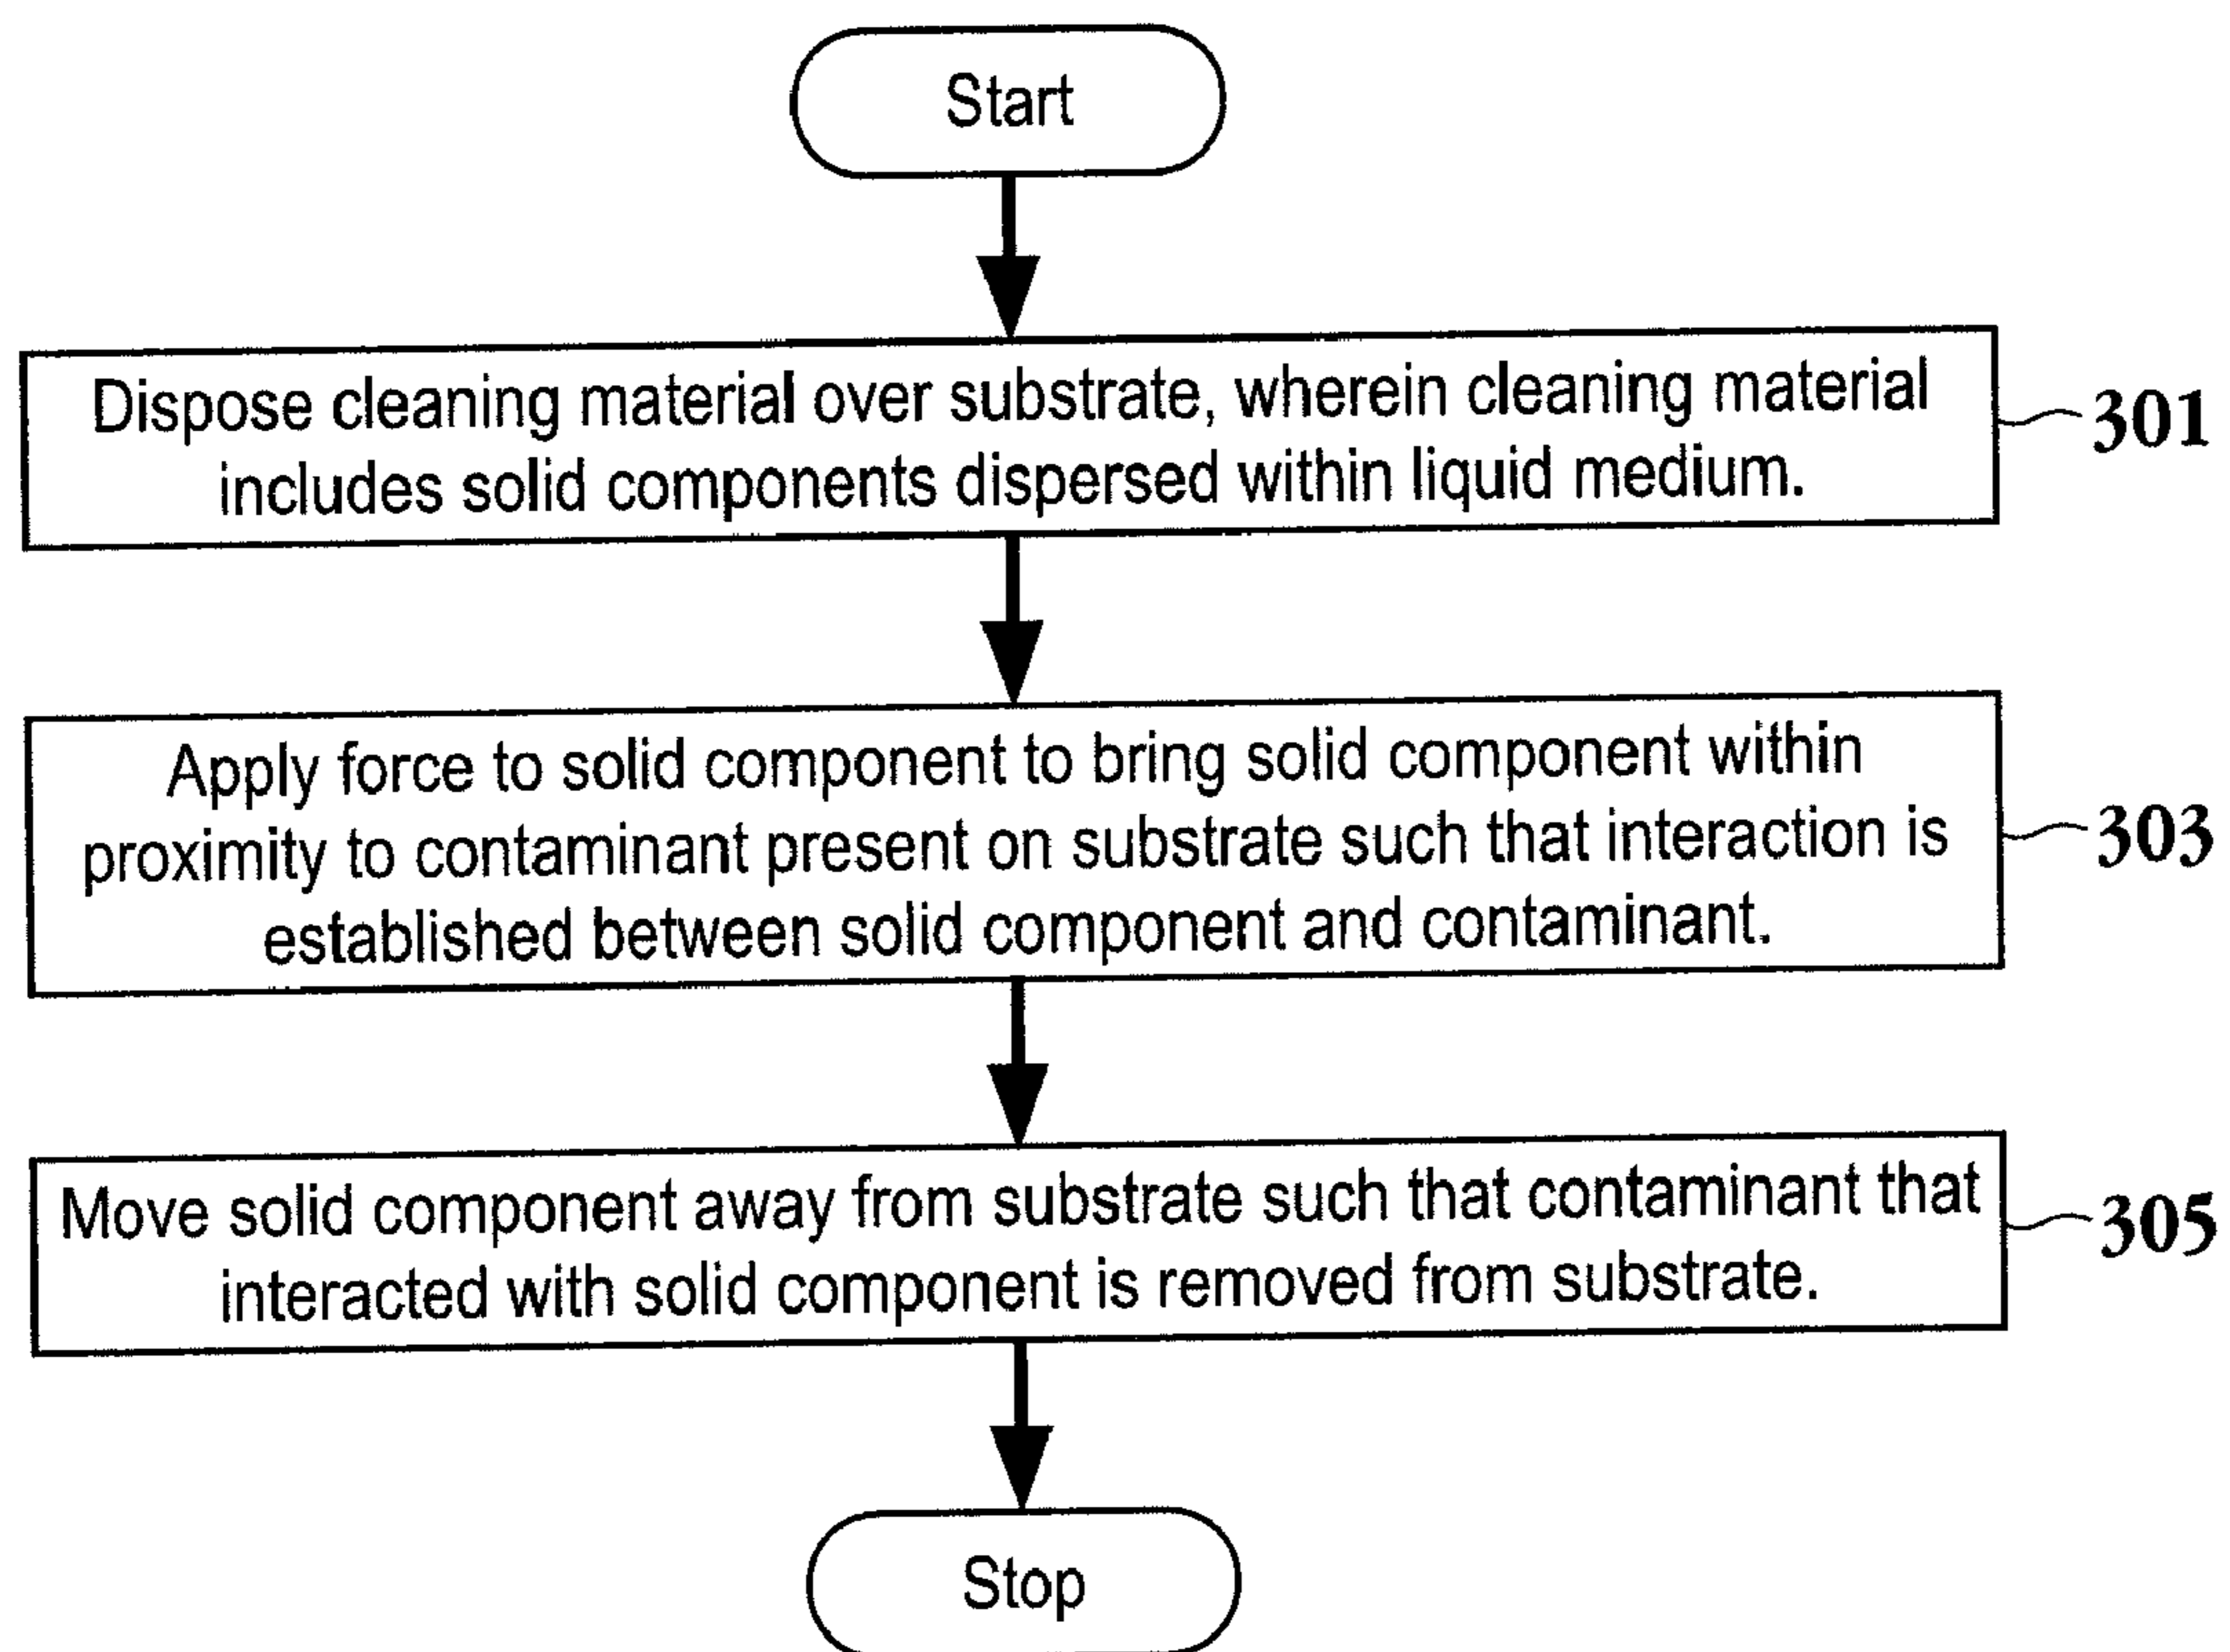 Start
Dispose cleaning material over substrate, wherein cleaning material
includes solid components dispersed within liquid medium.
301
Apply force to solid component to bring solid component within
proximity to contaminant present on substrate such that interaction is
established between solid component and contaminant.
303
Move solid component away from substrate such that contaminant that
interacted with solid component is removed from substrate.
305
Stop